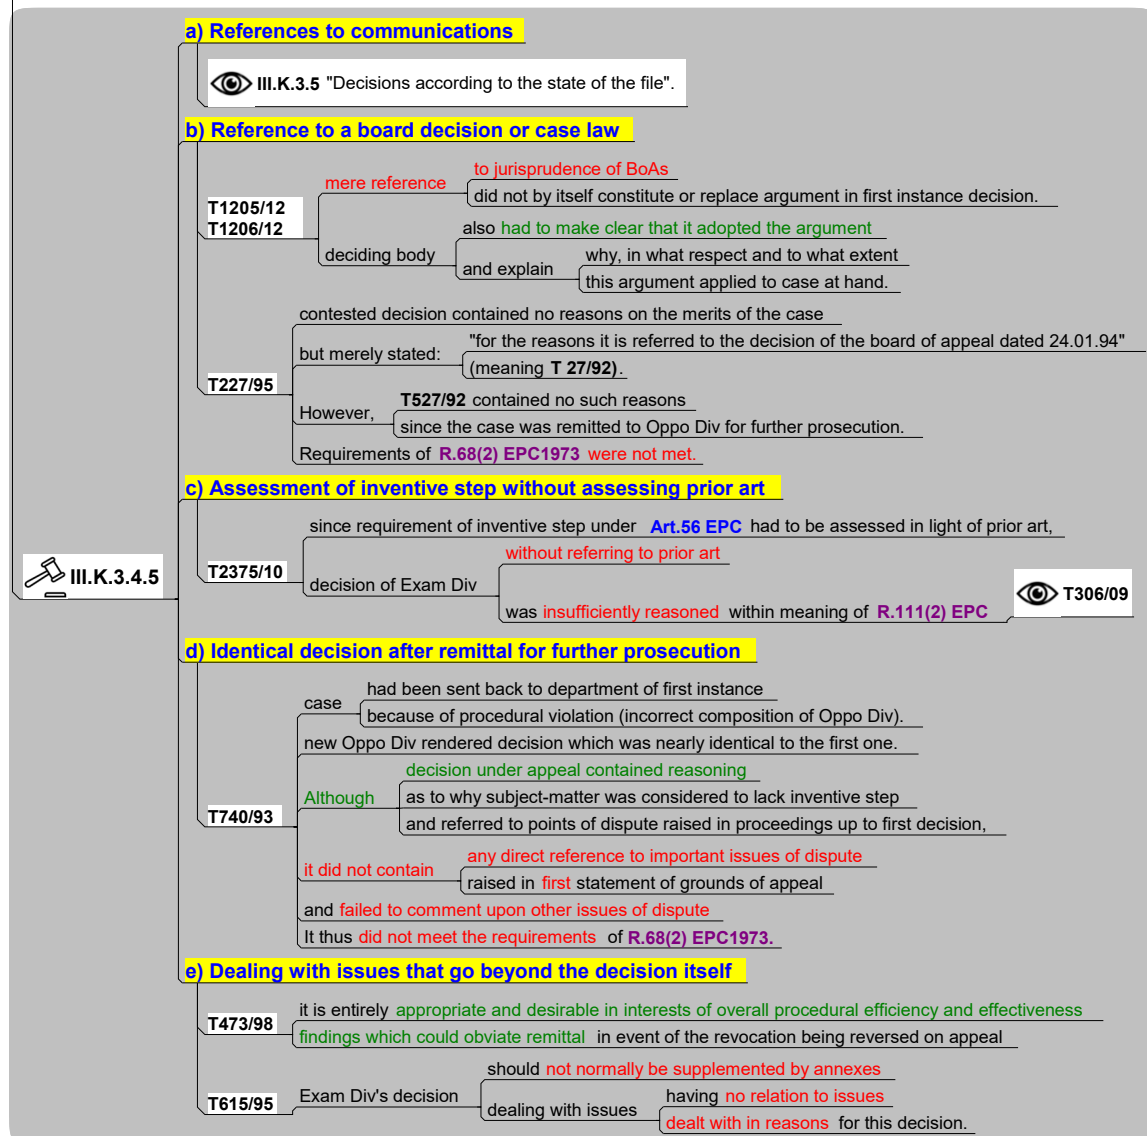 a) References to communications
III.K.3.5 "Decisions according to the state of the file".
b) Reference to a board decision or case law
T1205/12
T1206/12
mere reference
to jurisprudence of BoAs
did not by itself constitute or replace argument in first instance decision.
deciding body
also had to make clear that it adopted the argument
and explain
why, in what respect and to what extent
this argument applied to case at hand.
T227/95
contested decision contained no reasons on the merits of the case
but merely stated:
"for the reasons it is referred to the decision of the board of appeal dated 24.01.94"
(meaning T 27/92).
However,
T527/92 contained no such reasons
since the case was remitted to Oppo Div for further prosecution.
Requirements of R.68(2) EPC1973 were not met.
c) Assessment of inventive step without assessing prior art
III.K.3.4.5
T2375/10
since requirement of inventive step under Art.56 EPC had to be assessed in light of prior art,
decision of Exam Div
without referring to prior art
was insufficiently reasoned within meaning of R.111(2) EPC
T306/09
d) Identical decision after remittal for further prosecution
T740/93
case
had been sent back to department of first instance
because of procedural violation (incorrect composition of Oppo Div).
new Oppo Div rendered decision which was nearly identical to the first one.
Although
decision under appeal contained reasoning
as to why subject-matter was considered to lack inventive step
and referred to points of dispute raised in proceedings up to first decision,
it did not contain
any direct reference to important issues of dispute
raised in first statement of grounds of appeal
and failed to comment upon other issues of dispute
It thus did not meet the requirements of R.68(2) EPC1973.
e) Dealing with issues that go beyond the decision itself
T473/98
it is entirely appropriate and desirable in interests of overall procedural efficiency and effectiveness
findings which could obviate remittal in event of the revocation being reversed on appeal
T615/95
Exam Div's decision
should not normally be supplemented by annexes
dealing with issues
having no relation to issues
dealt with in reasons for this decision.